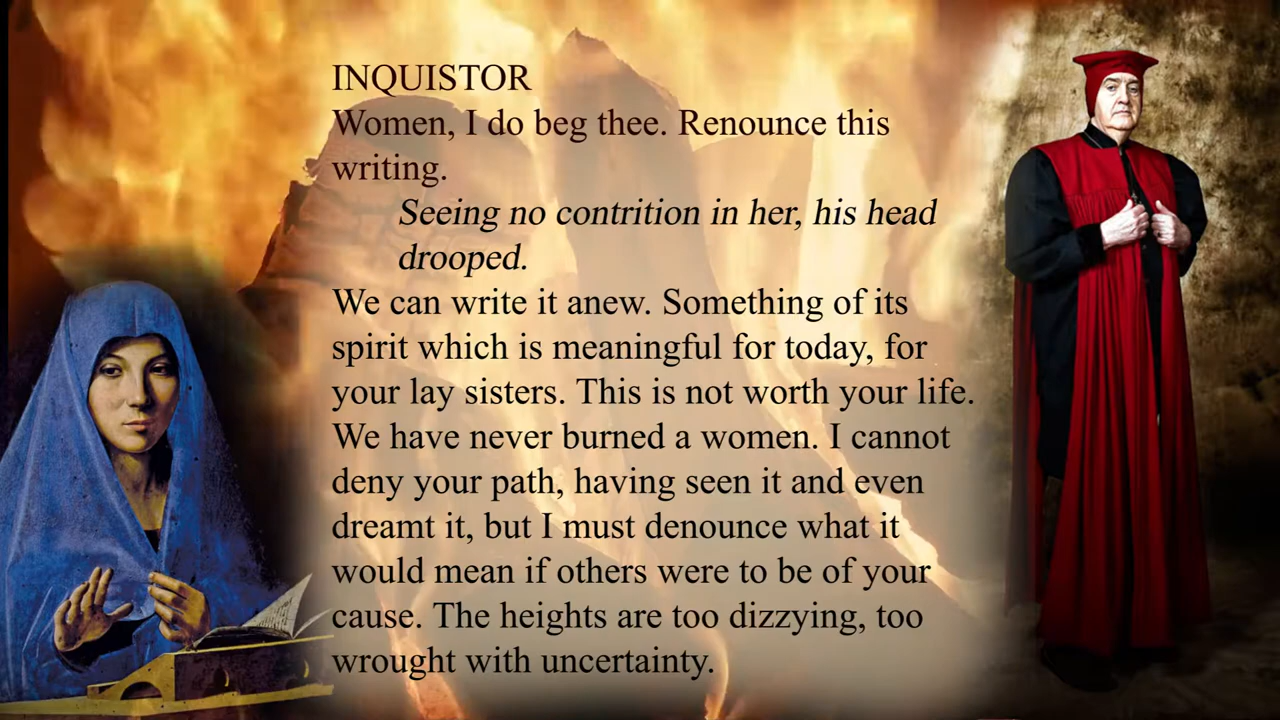 INQUISTOR
Women, I do beg thee. Renounce this
writing.
Seeing no contrition in her, his head
drooped.
We can write it anew. Something of its
spirit which is meaningful for today, for
your lay sisters. This is not worth your life.
We have never burned a women. I cannot
deny your path, having seen it and even
dreamt it, but I must denounce what it
would mean if others were to be of your
cause. The heights are too dizzying, too
wrought with uncertainty.